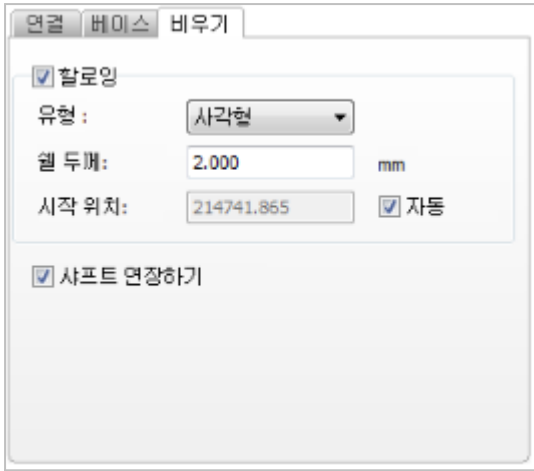 연결 베이스 비우기
할로잉
유형 : 사각형
쉘 두께: 2.000 mm
시작 위치: 214741.865 자동
샤프트 연장하기